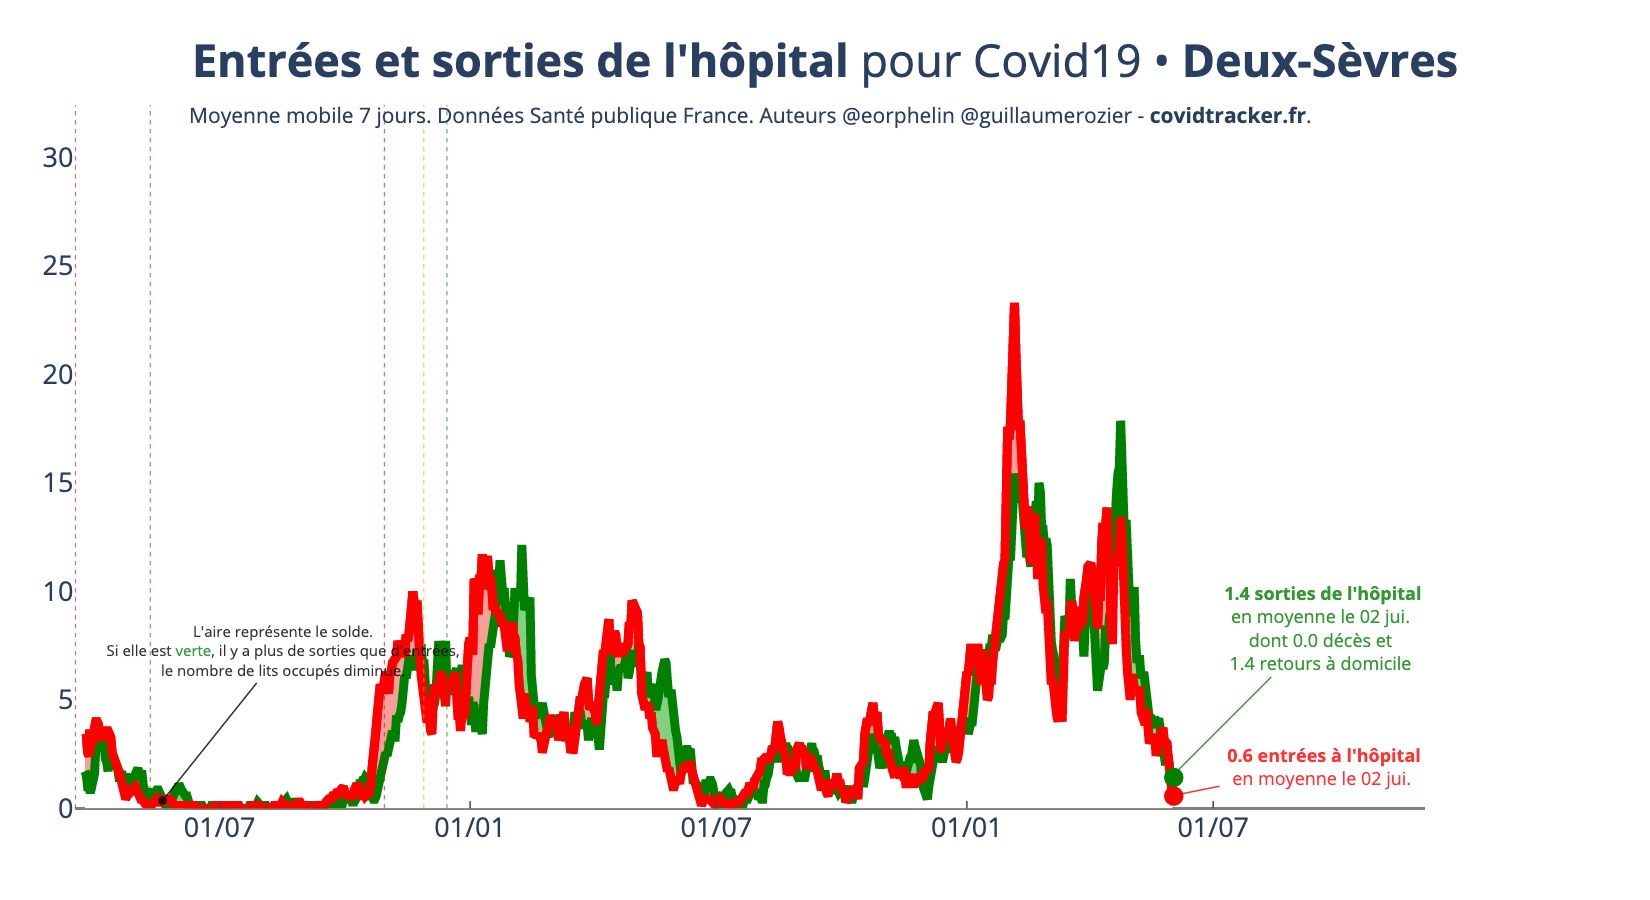 Entrées et sorties de l'hôpital pour Covid19 • Deux-Sèvres
Moyenne mobile 7 jours. Données Santé publique France. Auteurs @eorphelin @guillaumerozier - covidtracker.fr.
30
25
20
15
10
5
0
L'aire représente le solde.
Si elle est verte, il y a plus de sorties que d'entrées,
le nombre de lits occupés diminue.
1.4 sorties de l'hôpital
en moyenne le 02 jui.
dont 0.0 décès et
1.4 retours à domicile
0.6 entrées à l'hôpital
en moyenne le 02 jui.
01/07
01/01
01/07
01/01
01/07